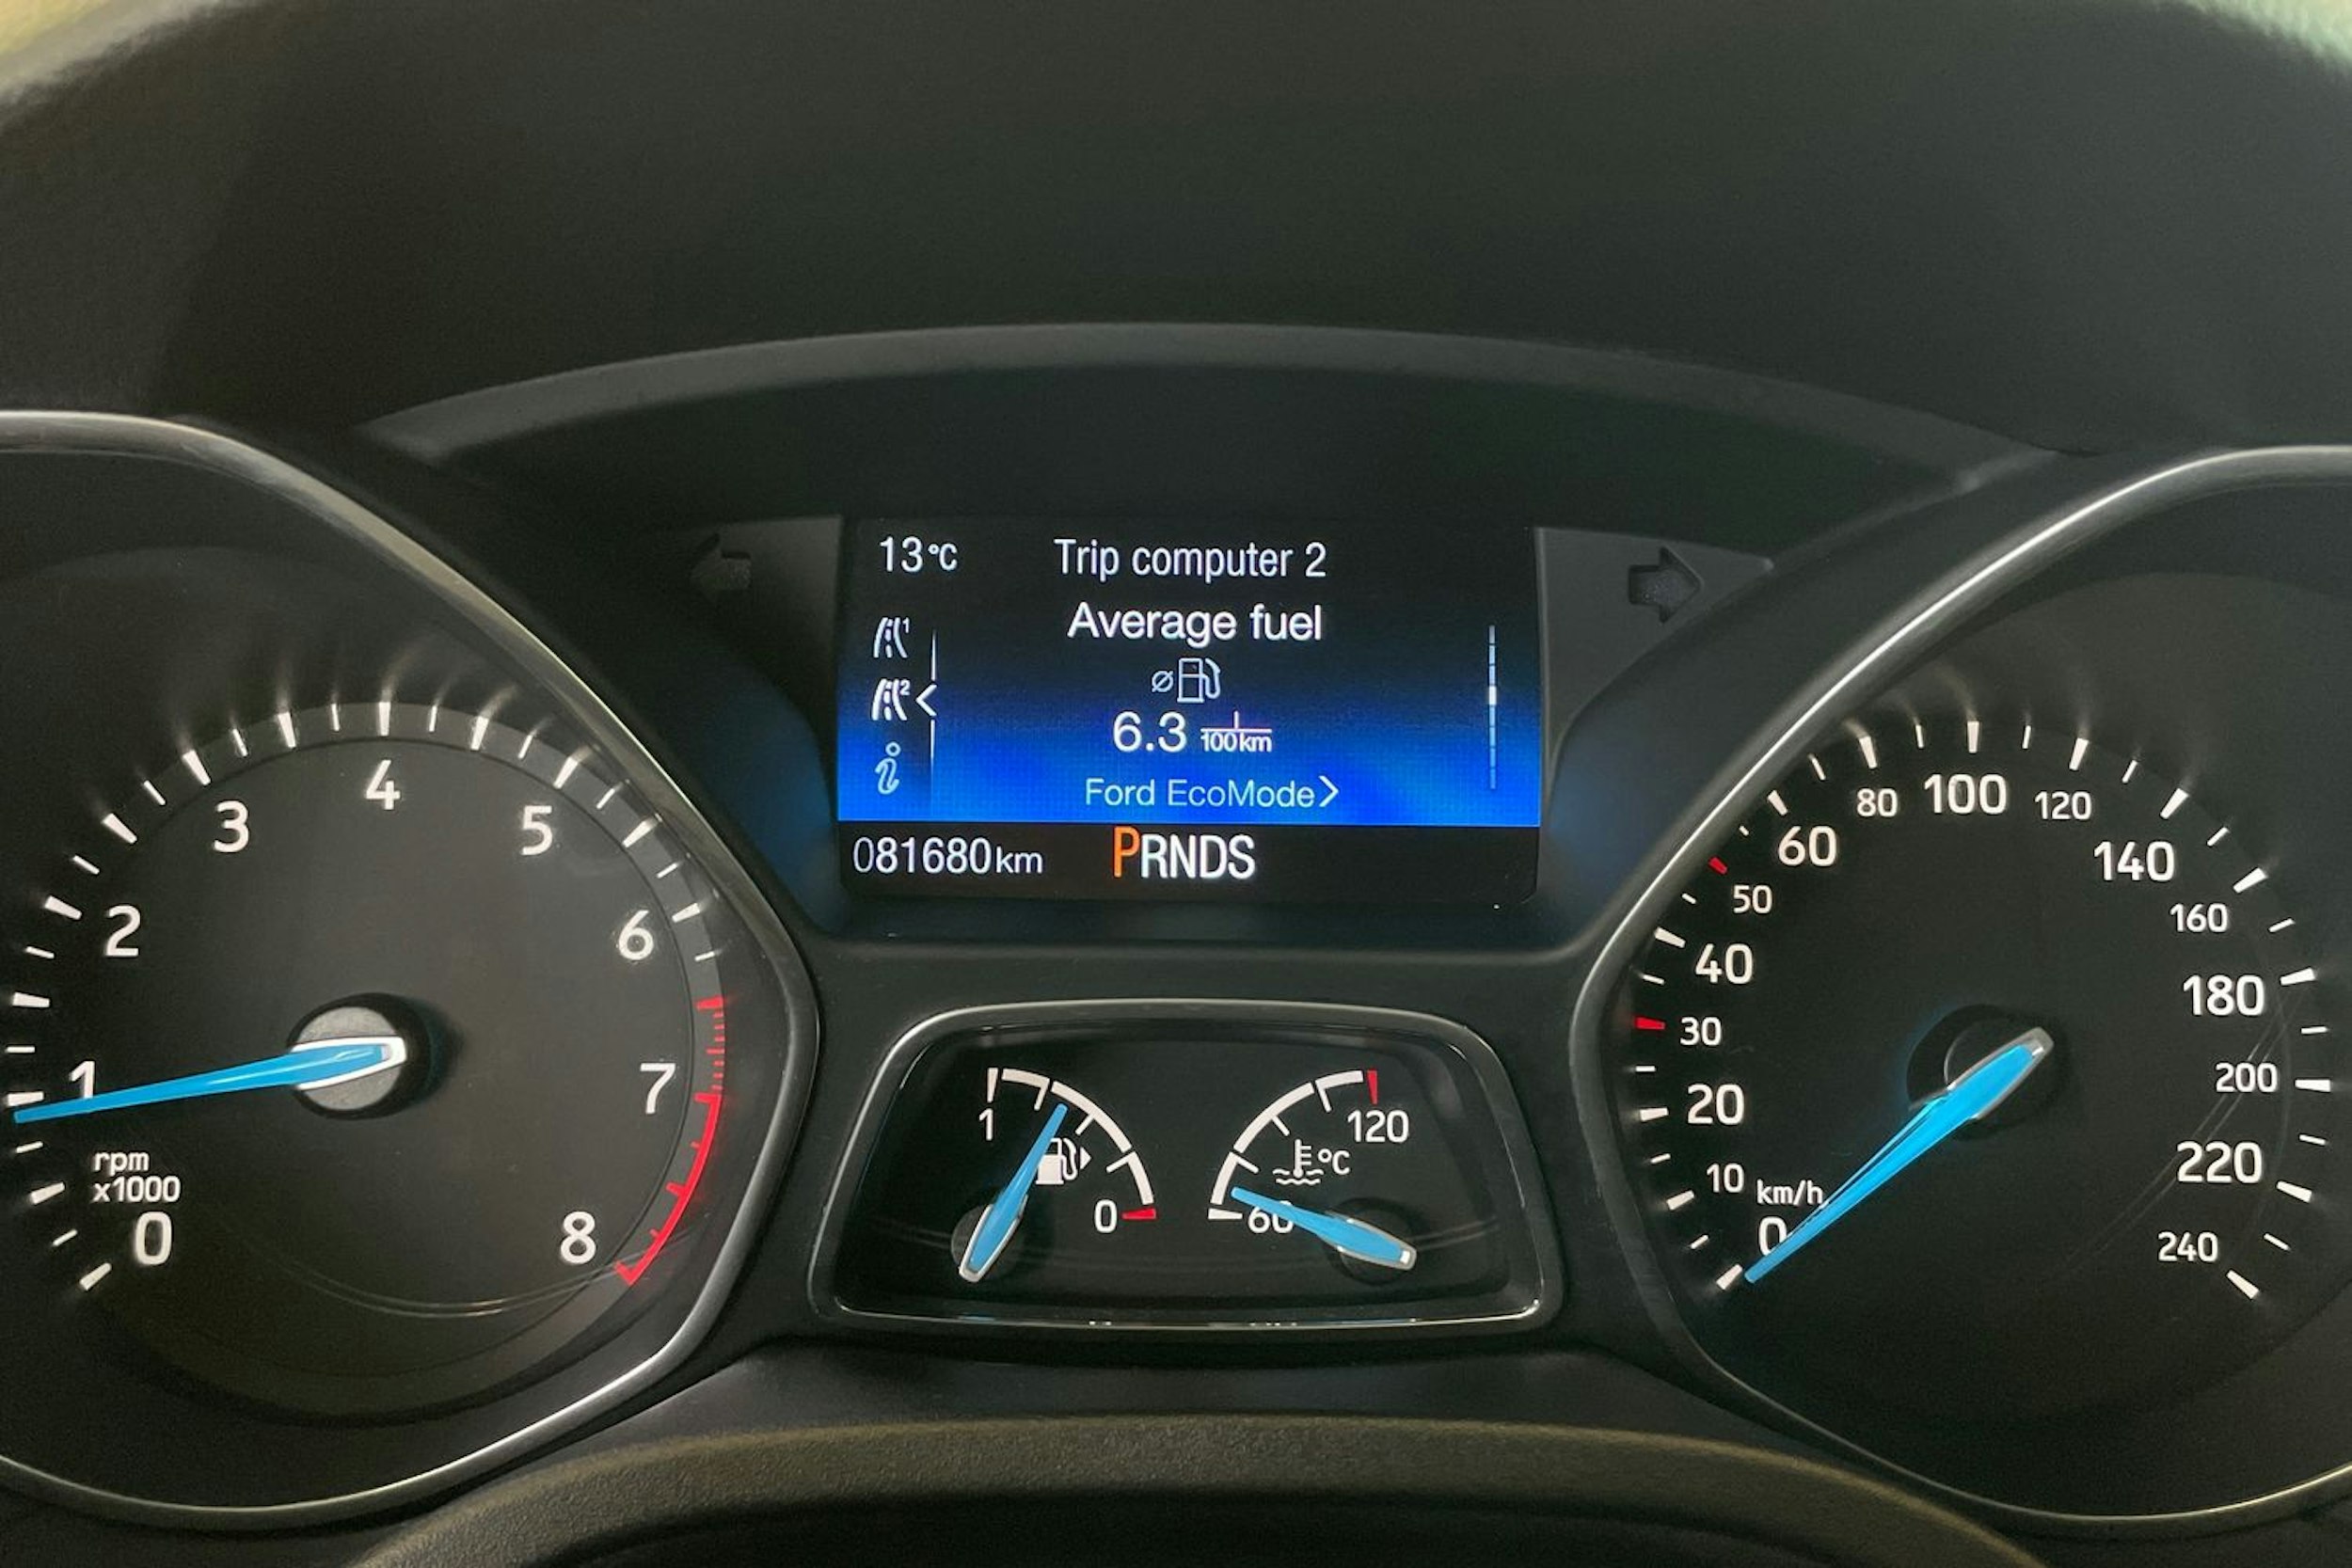 13°C
Trip computer 2
Average fuel
1
2
i
⌀
6.3 l/100km
Ford EcoMode>
081680km
PRNDS
0
1
2
3
4
5
6
7
8
rpm
x1000
1
0
60
120
°C
0
10
20
30
40
50
60
80
100
120
140
160
180
200
220
240
km/h